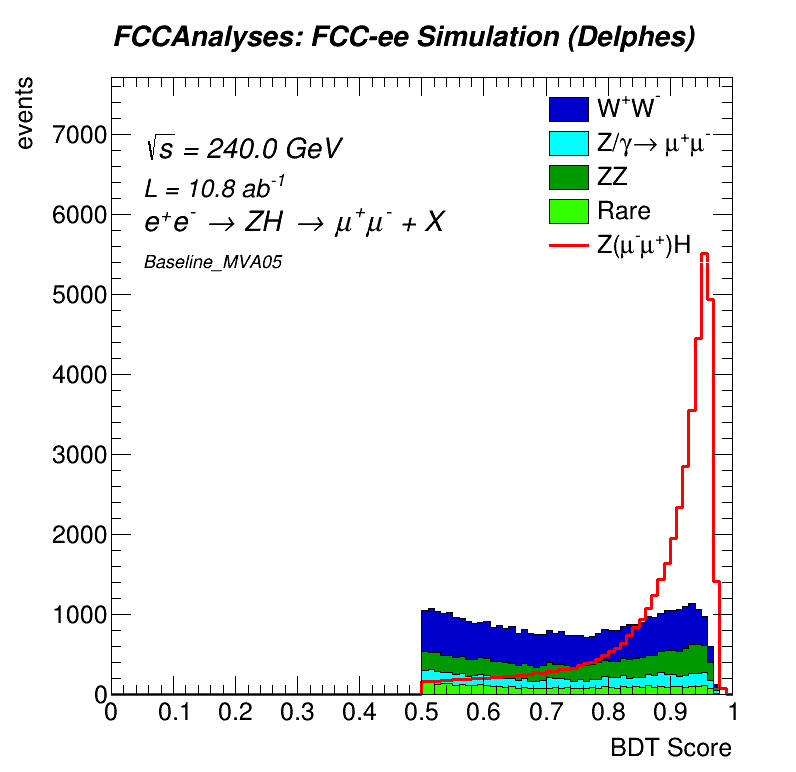 FCCAnalyses: FCC-ee Simulation (Delphes)
events
7000
6000
5000
4000
3000
2000
1000
0
√s = 240.0 GeV
L = 10.8 ab⁻¹
e⁺e⁻ → ZH → μ⁺μ⁻ + X
Baseline_MVA05
W⁺W⁻
Z/γ→ μ⁺μ⁻
ZZ
Rare
Z(μ⁻μ⁺)H
0 0.1 0.2 0.3 0.4 0.5 0.6 0.7 0.8 0.9 1
BDT Score